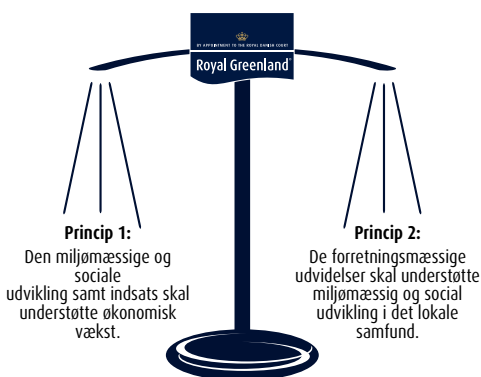 BY APPOINTMENT TO THE ROYAL DANISH COURT
Royal Greenland®
Princip 1:
Den miljømæssige og
sociale
udvikling samt indsats skal
understøtte økonomisk
vækst.
Princip 2:
De forretningsmæssige
udvidelser skal understøtte
miljømæssig og social
udvikling i det lokale
samfund.